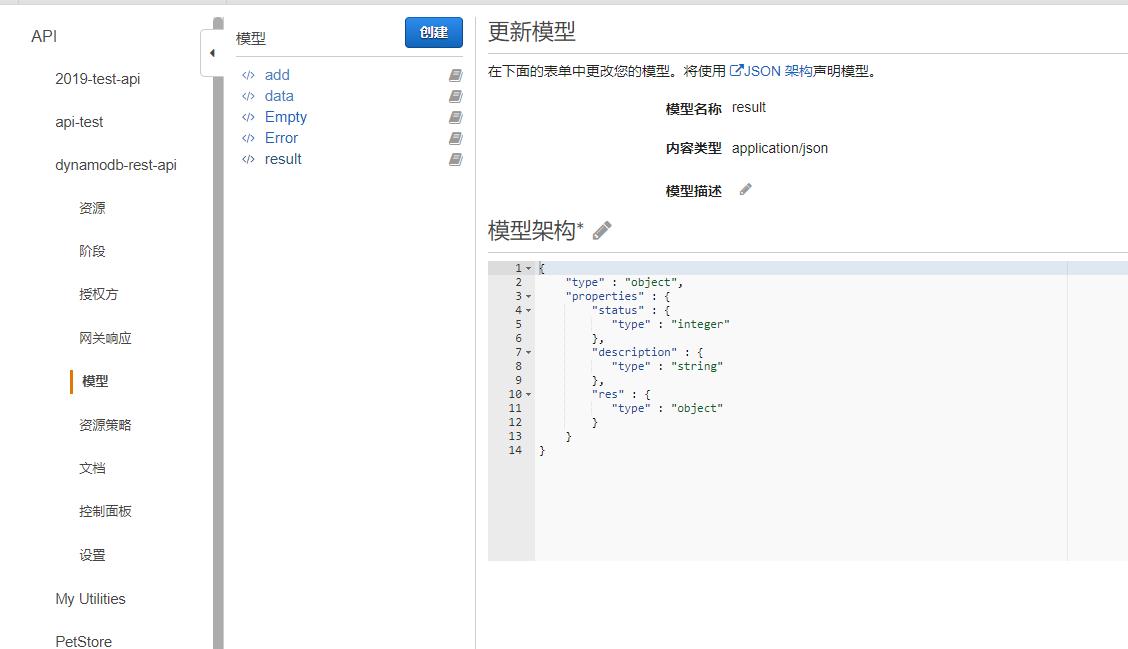 API
2019-test-api
api-test
dynamodb-rest-api
资源
阶段
授权方
网关响应
模型
资源策略
文档
控制面板
设置
My Utilities
PetStore
模型
创建
</> add
</> data
</> Empty
</> Error
</> result
更新模型
在下面的表单中更改您的模型。将使用 JSON 架构声明模型。
模型名称 result
内容类型 application/json
模型描述
模型架构*
1 {
2 "type" : "object",
3 "properties" : {
4 "status" : {
5 "type" : "integer"
6 },
7 "description" : {
8 "type" : "string"
9 },
10 "res" : {
11 "type" : "object"
12 }
13 }
14 }